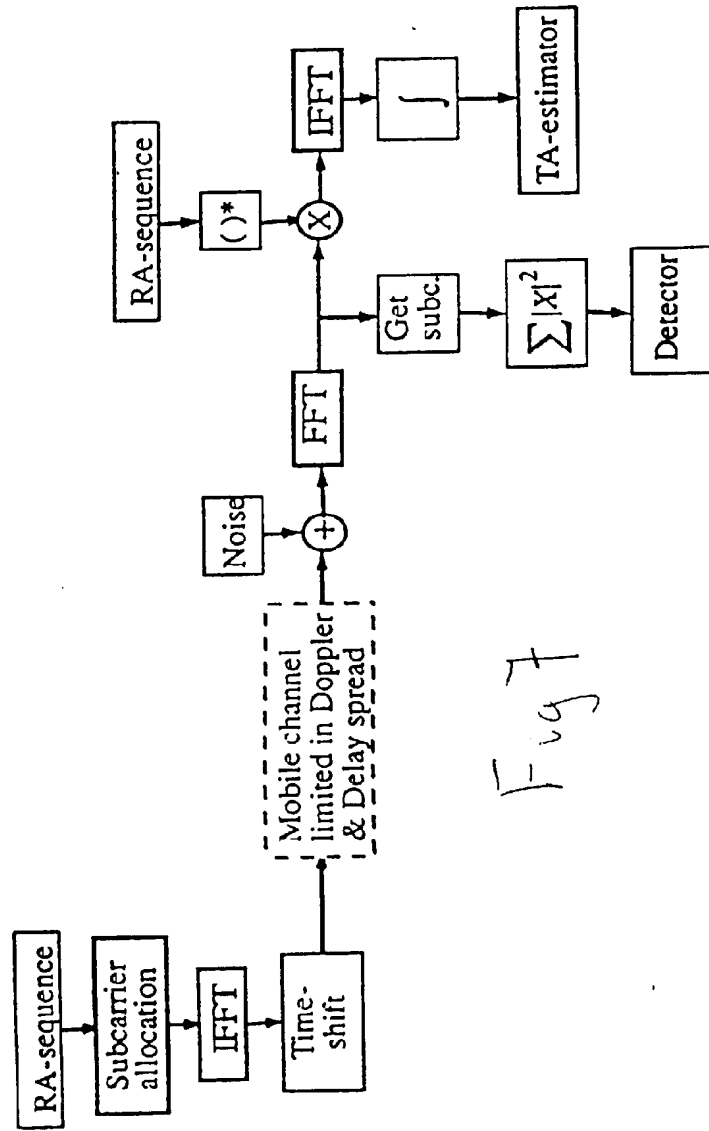 RA-sequence
Subcarrier
allocation
IFFT
Time-
shift
Mobile channel
limited in Doppler
& Delay spread
Noise
+
FFT
Get
subc.
∑|X|²
Detector
RA-sequence
()*
X
IFFT
∫
TA-estimator
Fig 7